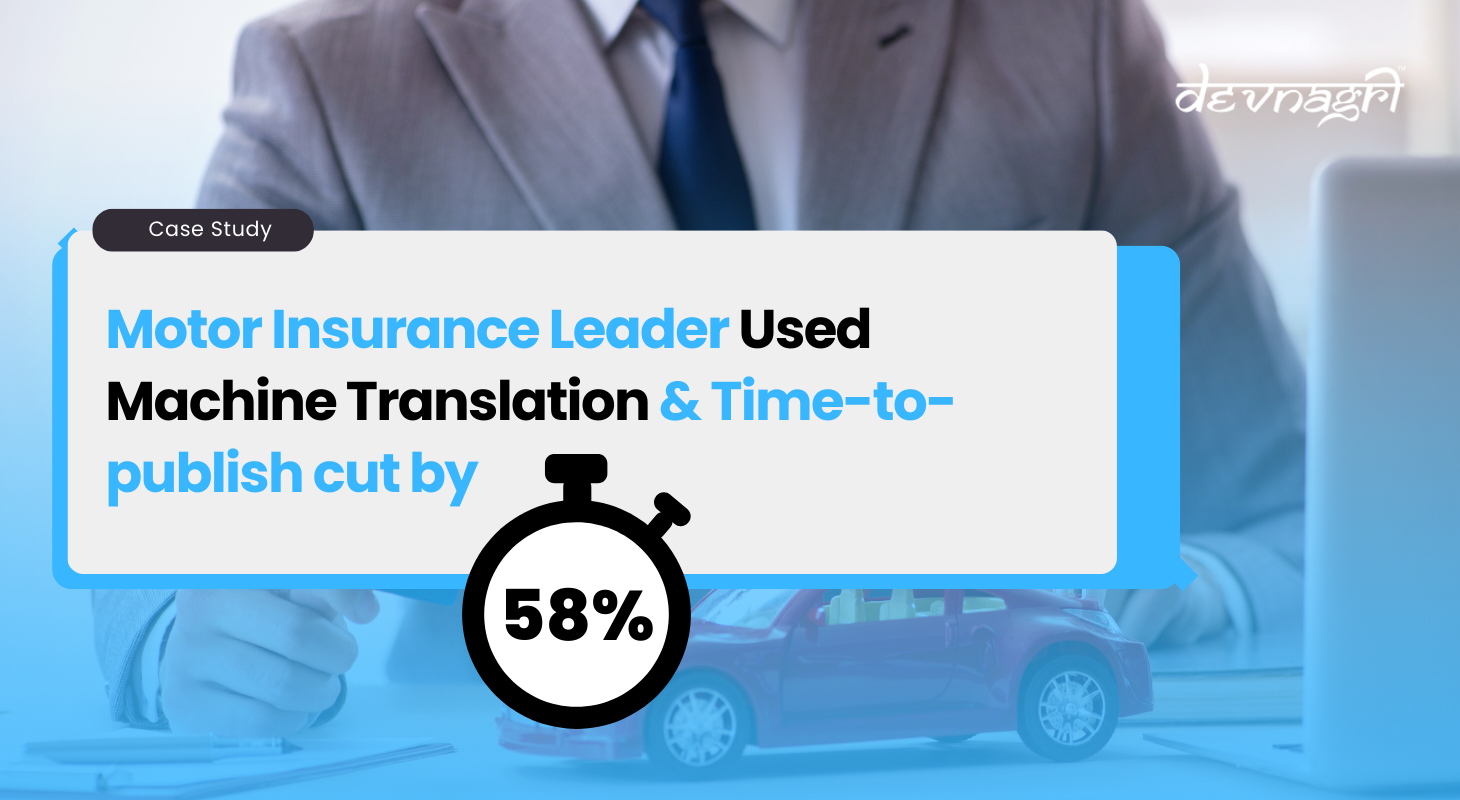 devnagri
Case Study
Motor Insurance Leader Used
Machine Translation & Time-to-
publish cut by
58%